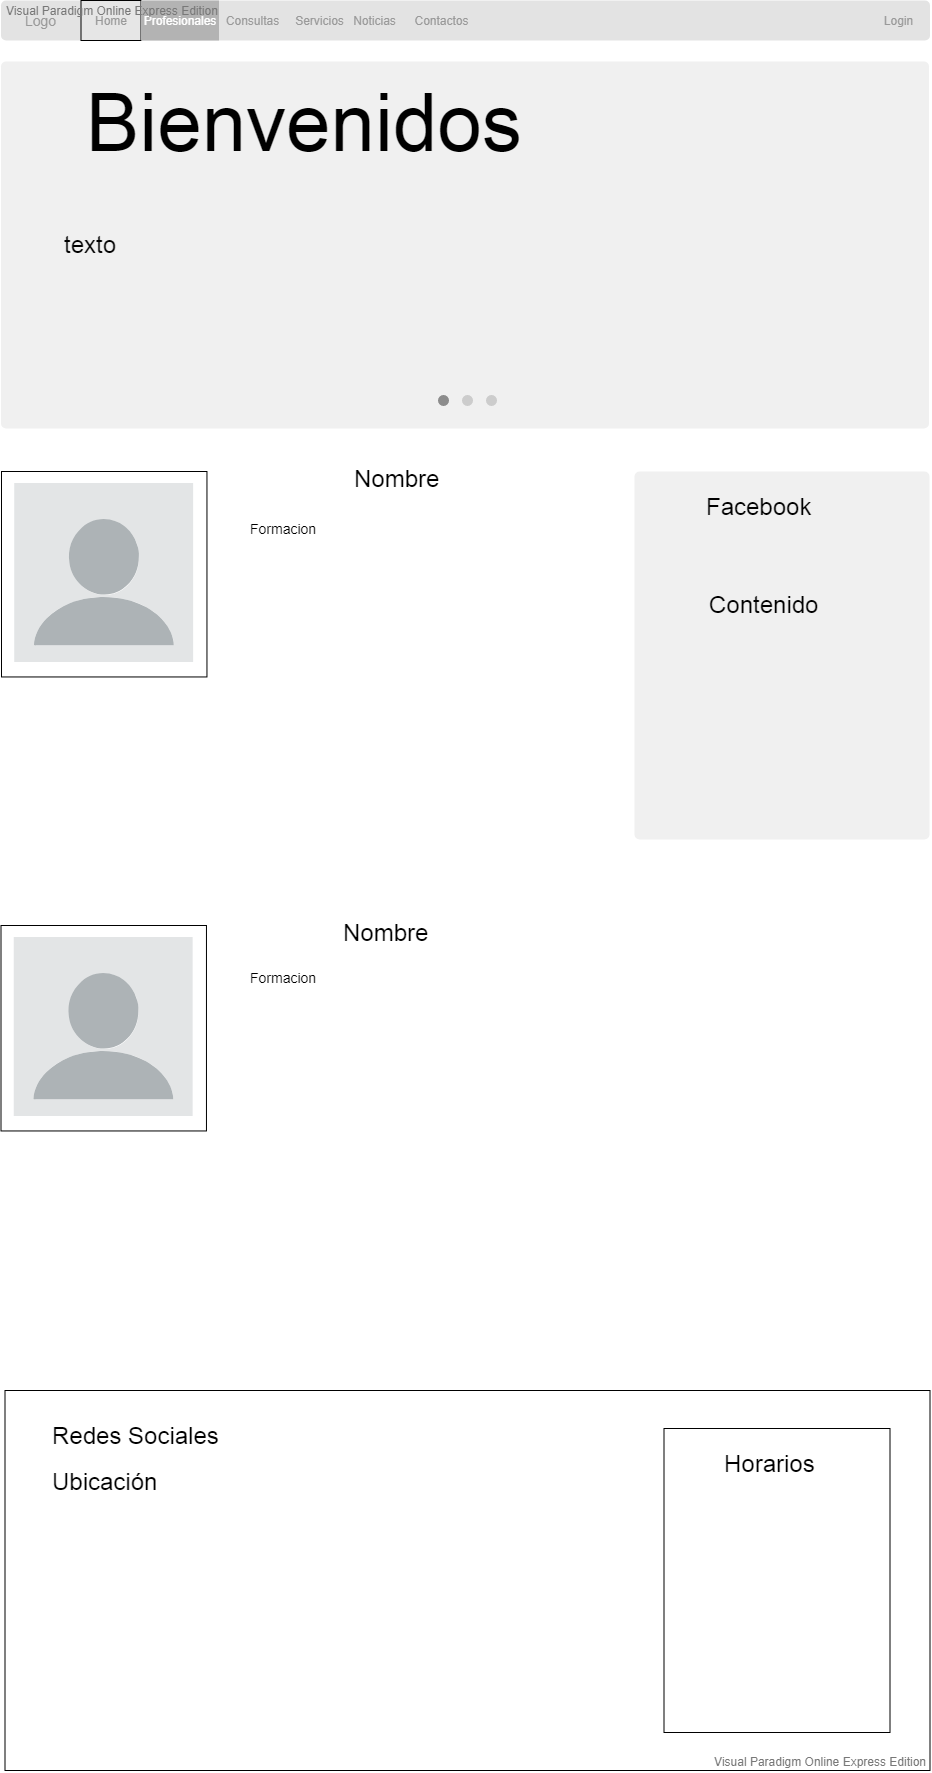 Visual Paradigm Online Express Edition
Logo Home Profesionales Consultas Servicios Noticias Contactos Login
Bienvenidos
texto
Nombre
Formacion
Facebook
Contenido
Nombre
Formacion
Redes Sociales
Ubicación
Horarios
Visual Paradigm Online Express Edition